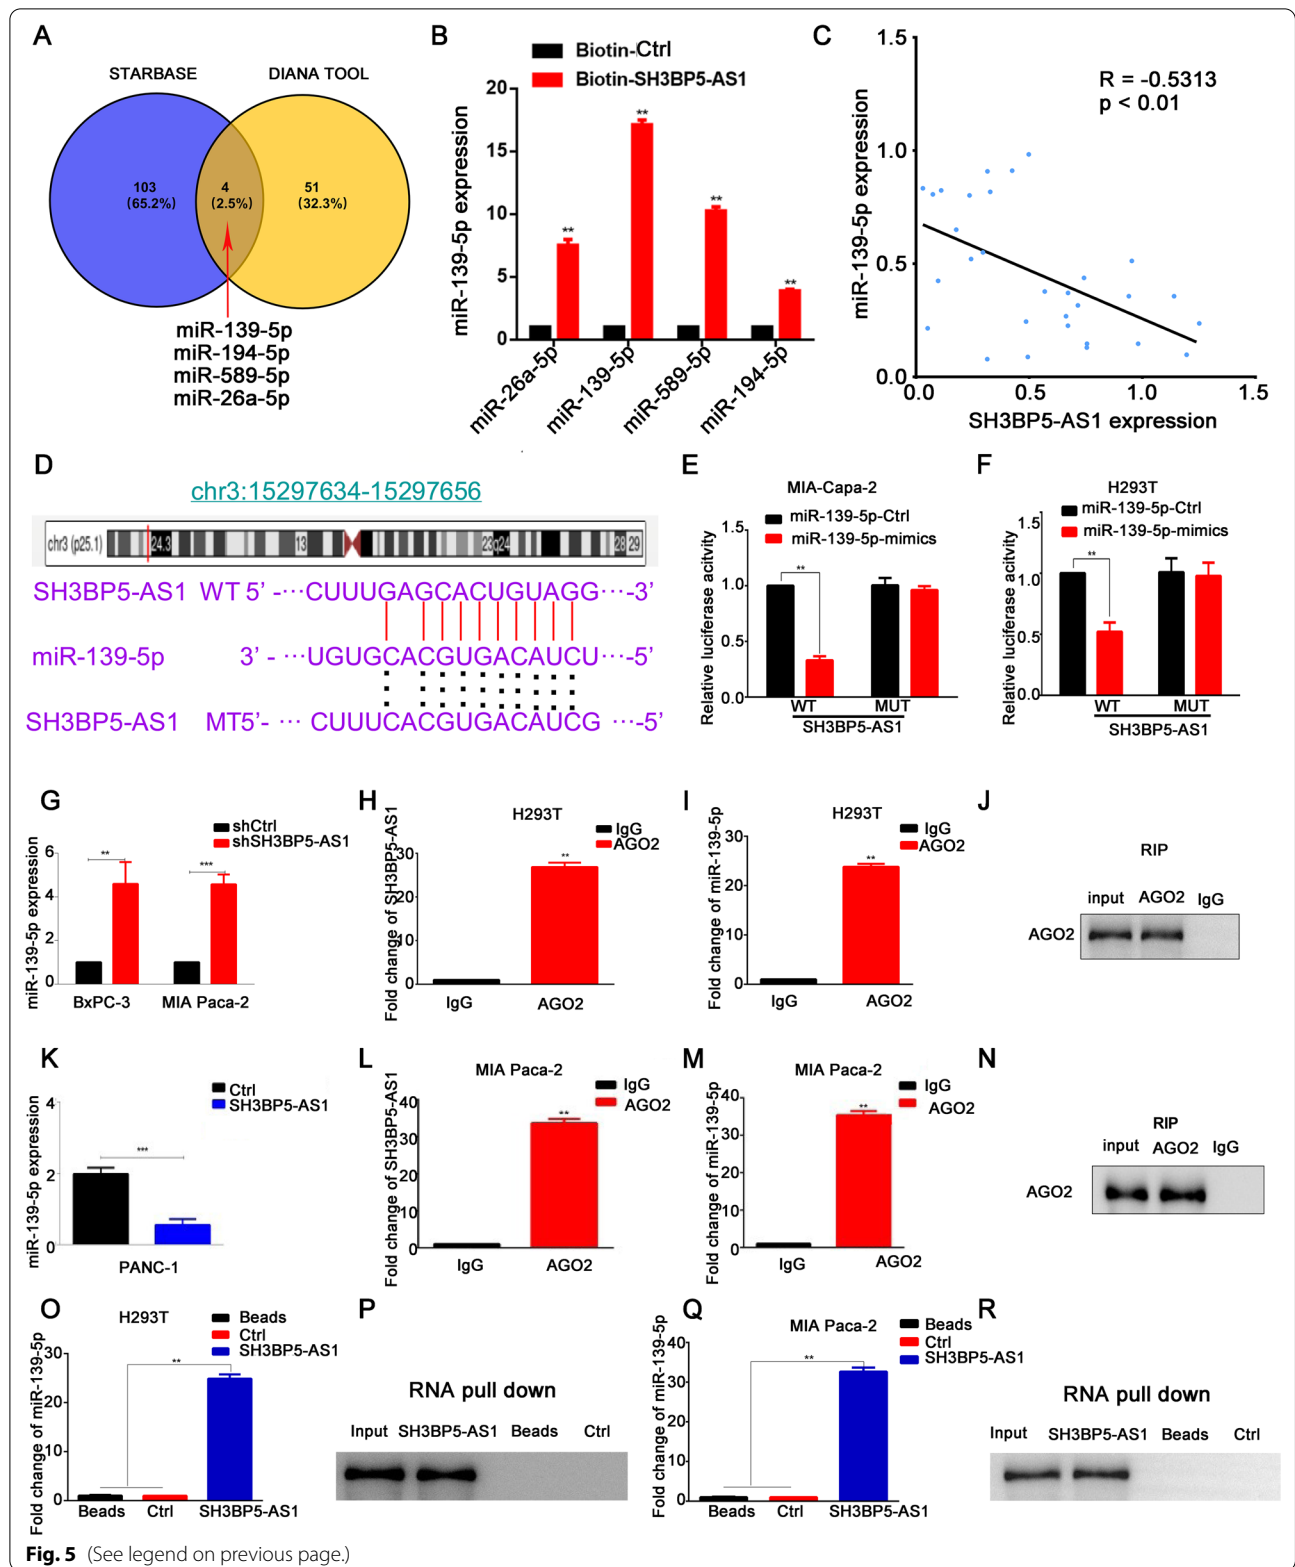 A
STARBASE
DIANA TOOL
103
(65.2%)
4
(2.5%)
51
(32.3%)
miR-139-5p
miR-194-5p
miR-589-5p
miR-26a-5p
B
Biotin-Ctrl
Biotin-SH3BP5-AS1
miR-139-5p expression
20
15
10
5
0
**
**
**
**
miR-26a-5p
miR-139-5p
miR-589-5p
miR-194-5p
C
R = -0.5313
p < 0.01
miR-139-5p expression
1.5
1.0
0.5
0.0
0.0
0.5
1.0
1.5
SH3BP5-AS1 expression
D
chr3:15297634-15297656
chr3 (p25.1) 24.3 13 23q24 28 29
SH3BP5-AS1 WT 5’ -···CUUUGAGCACUGUAGG···-3’
miR-139-5p 3’ - ···UGUGCACGUGACAUCU···-5’
SH3BP5-AS1 MT5’- ··· CUUUCACGUGACAUCG ···-5’
E
MIA-Capa-2
miR-139-5p-Ctrl
miR-139-5p-mimics
Relative luciferase acitvity
1.5
1.0
0.5
0.0
**
WT MUT
SH3BP5-AS1
F
H293T
miR-139-5p-Ctrl
miR-139-5p-mimics
Relative luciferase acitvity
1.5
1.0
0.5
0.0
**
WT MUT
SH3BP5-AS1
G
shCtrl
shSH3BP5-AS1
miR-139-5p expression
6
4
2
0
**
***
BxPC-3 MIA Paca-2
H
H293T
IgG
AGO2
Fold change of SH3BP5-AS1
30
20
10
0
**
IgG AGO2
I
H293T
IgG
AGO2
Fold change of miR-139-5p
30
20
10
0
**
IgG AGO2
J
RIP
input AGO2 IgG
AGO2
K
Ctrl
SH3BP5-AS1
miR-139-5p expression
4
2
0
***
PANC-1
L
MIA Paca-2
IgG
AGO2
Fold change of SH3BP5-AS1
40
30
20
10
0
**
IgG AGO2
M
MIA Paca-2
IgG
AGO2
Fold change of miR-139-5p
40
30
20
10
0
**
IgG AGO2
N
RIP
input AGO2 IgG
AGO2
O
H293T
Beads
Ctrl
SH3BP5-AS1
Fold change of miR-139-5p
30
20
10
0
**
Beads Ctrl SH3BP5-AS1
P
RNA pull down
Input SH3BP5-AS1 Beads Ctrl
Q
MIA Paca-2
Beads
Ctrl
SH3BP5-AS1
Fold change of miR-139-5p
40
30
20
10
0
**
Beads Ctrl SH3BP5-AS1
R
RNA pull down
Input SH3BP5-AS1 Beads Ctrl
Fig. 5 (See legend on previous page.)